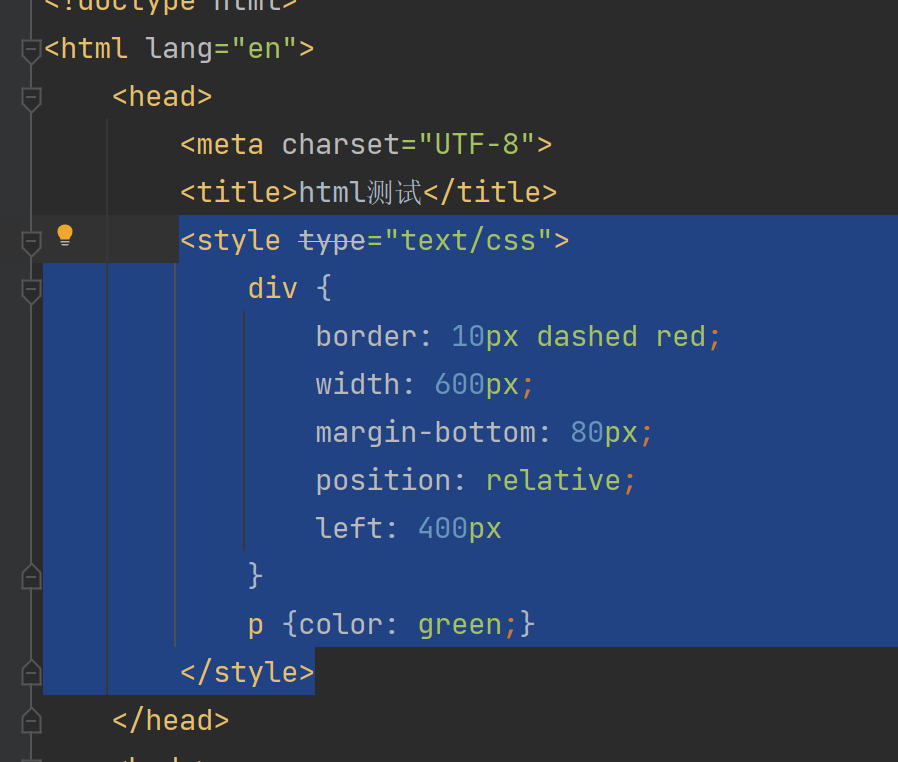 <!doctype html>
<html lang="en">
<head>
<meta charset="UTF-8">
<title>html测试</title>
<style type="text/css">
div {
border: 10px dashed red;
width: 600px;
margin-bottom: 80px;
position: relative;
left: 400px
}
p {color: green;}
</style>
</head>